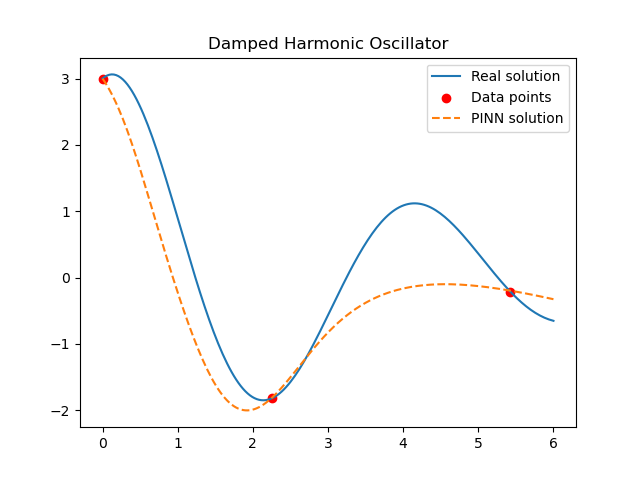 Damped Harmonic Oscillator
Real solution
Data points
PINN solution
3
2
1
0
−1
−2
0 1 2 3 4 5 6